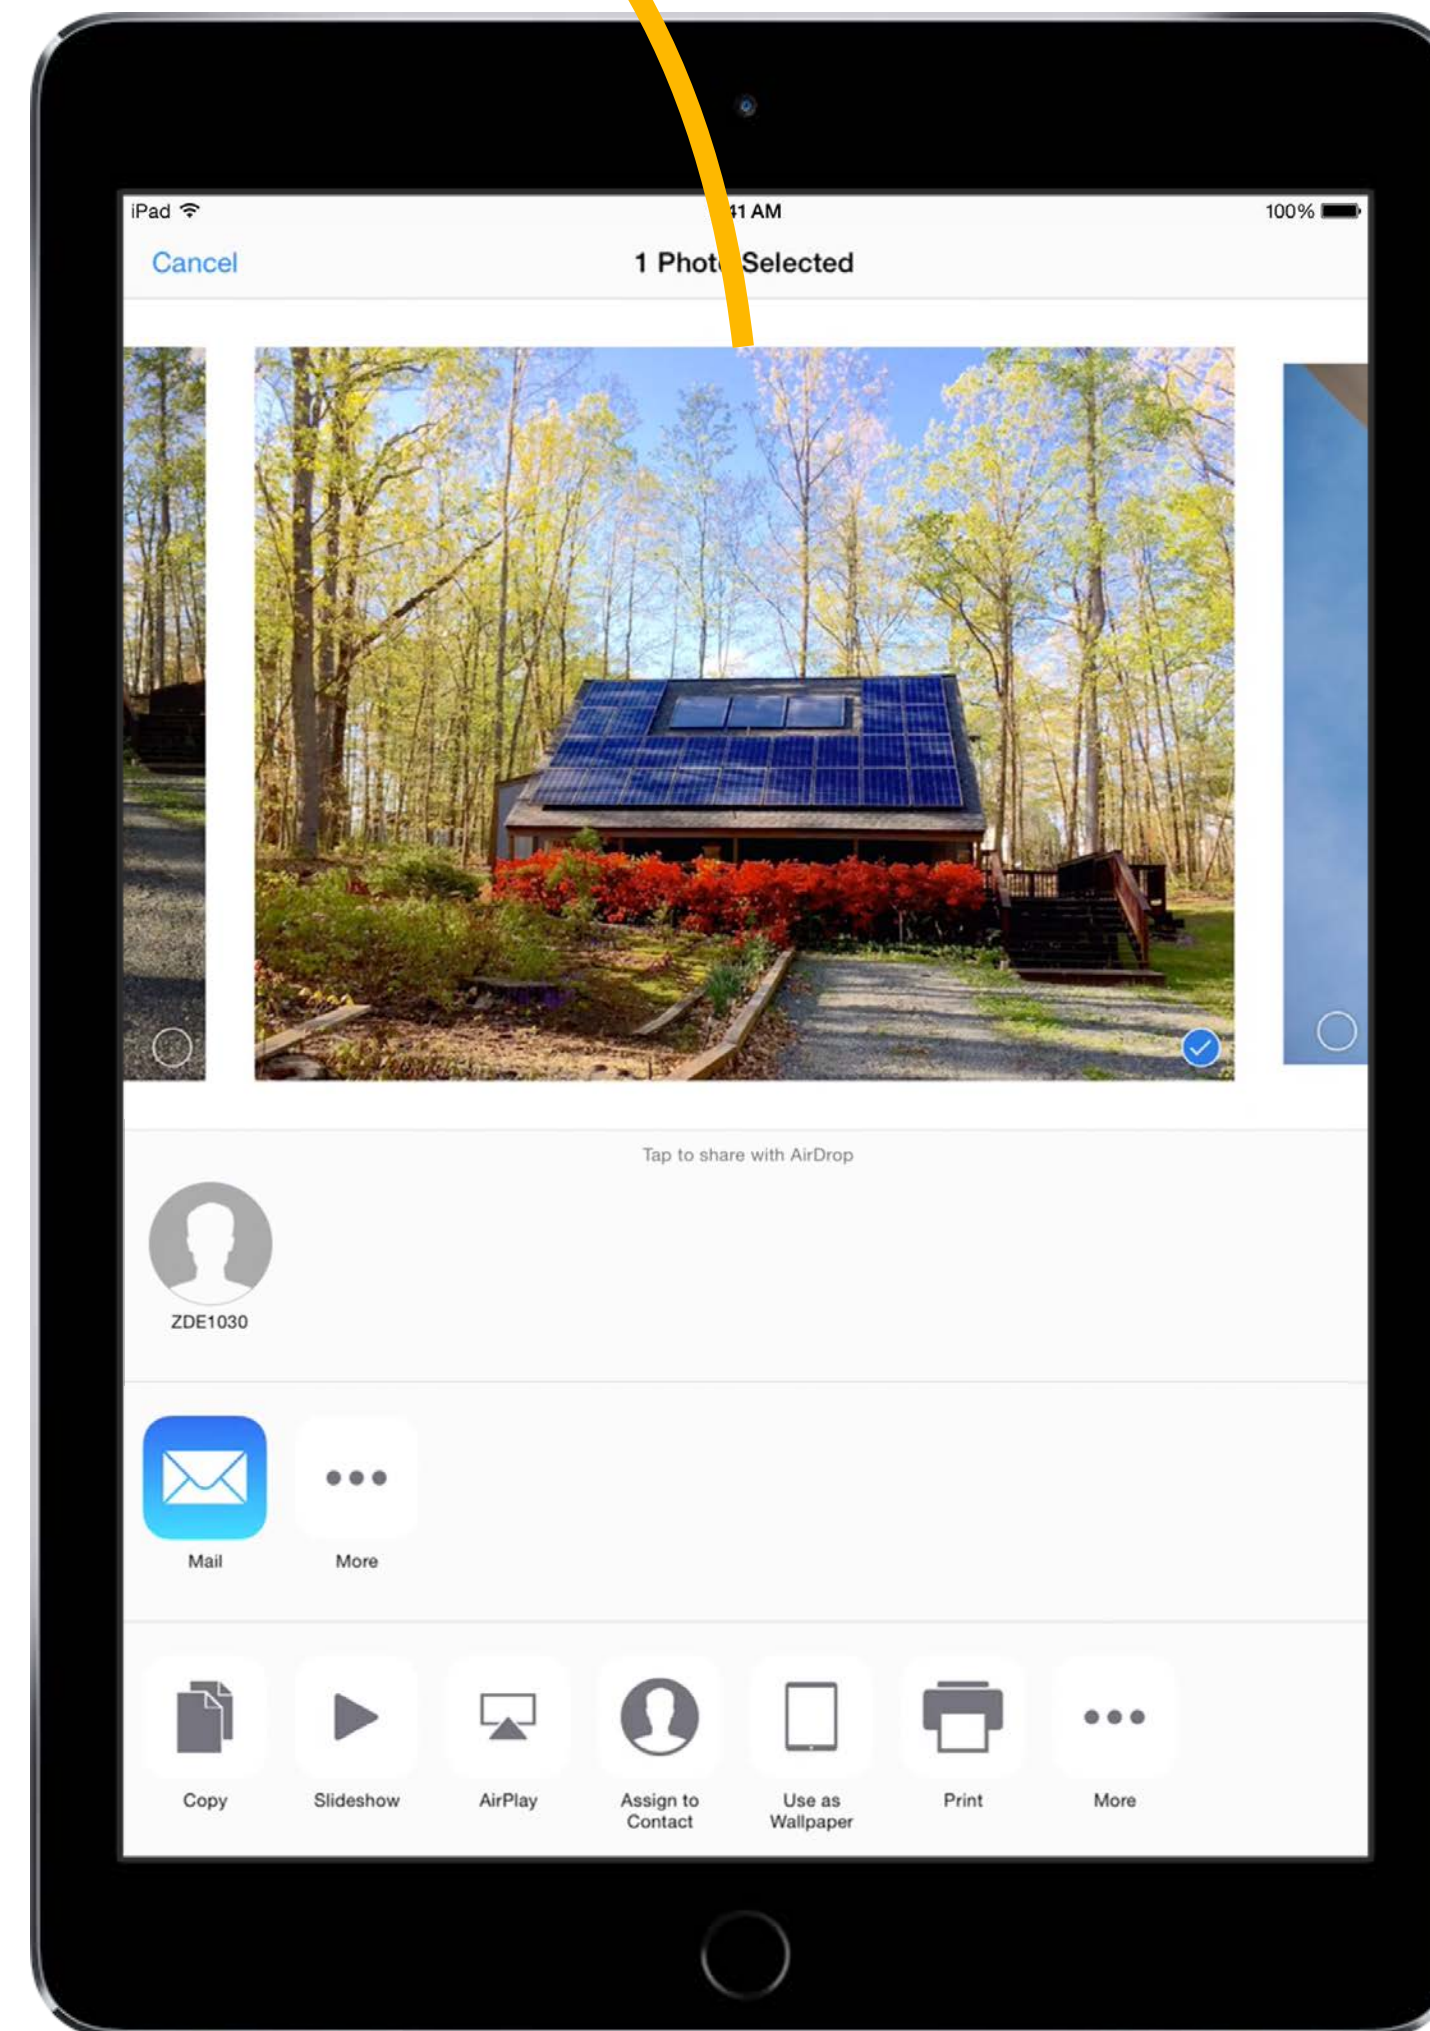 iPad
41 AM
100%
Cancel
1 Photo Selected
Tap to share with AirDrop
ZDE1030
Mail
More
Copy
Slideshow
AirPlay
Assign to
Contact
Use as
Wallpaper
Print
More